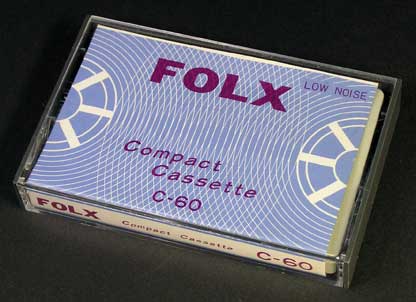 FOLX
LOW NOISE
Compact
Cassette
C-60
FOLX Compact Cassette C-60